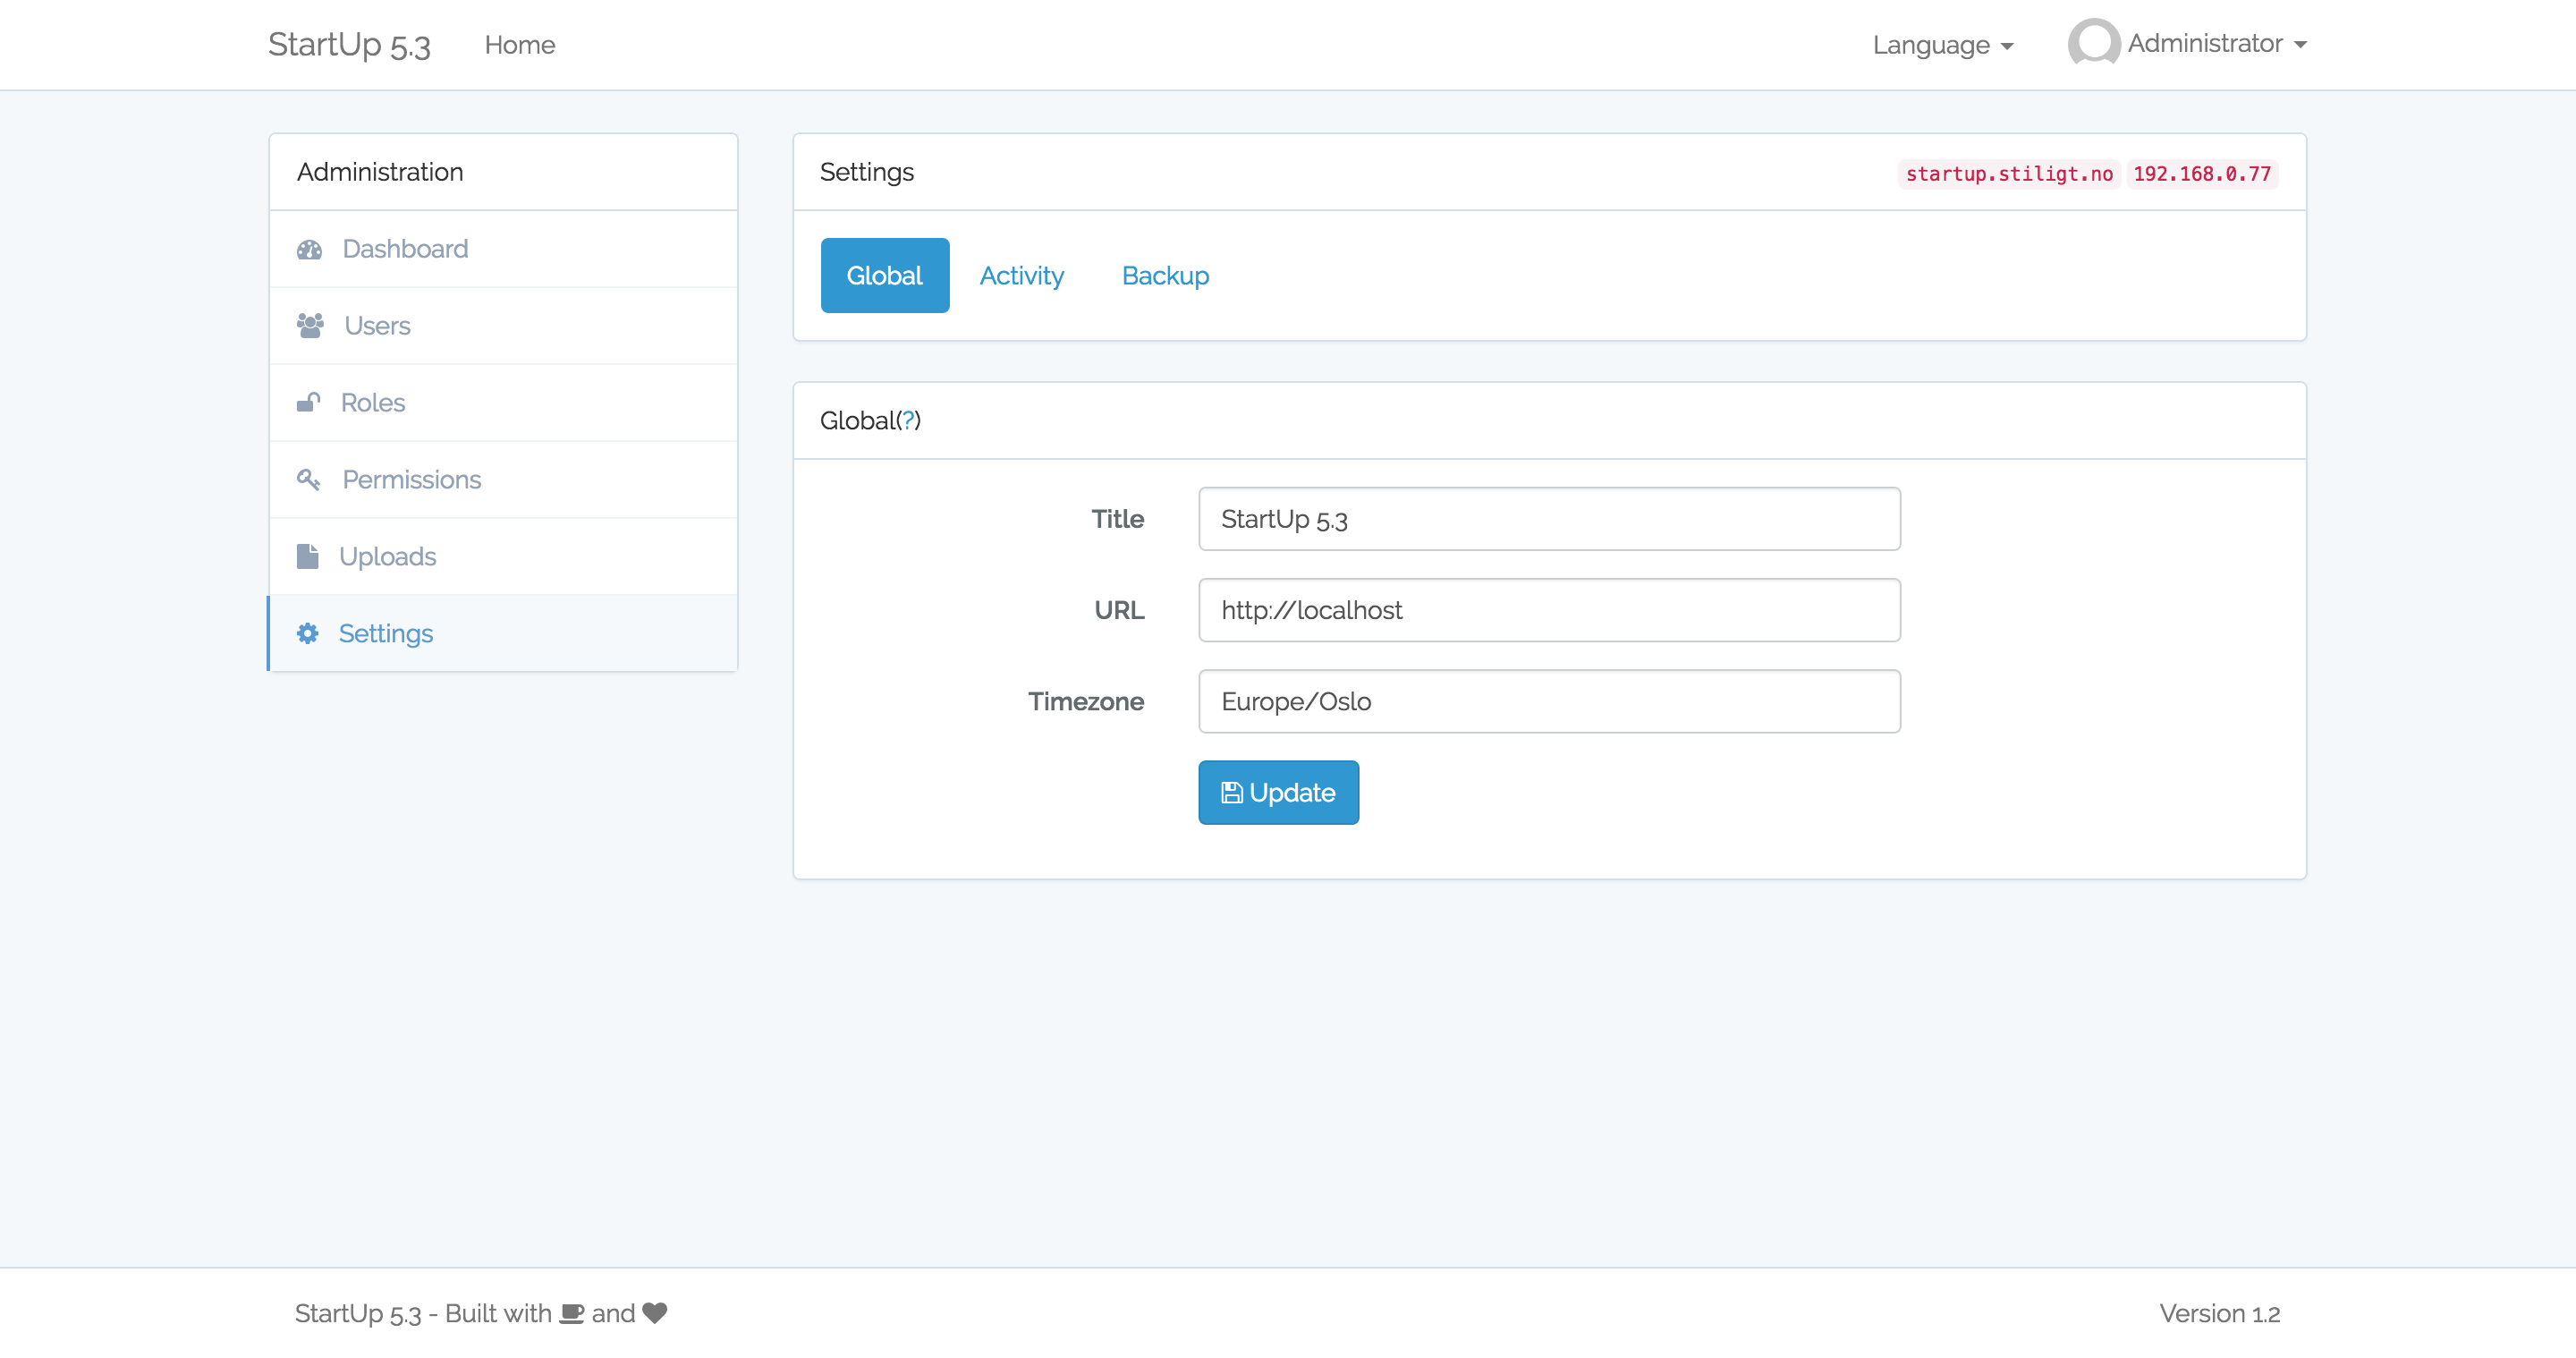 StartUp 5.3 Home Language Administrator
Administration
Dashboard
Users
Roles
Permissions
Uploads
Settings
Settings startup.stiligt.no 192.168.0.77
Global Activity Backup
Global(?)
Title StartUp 5.3
URL http://localhost
Timezone Europe/Oslo
Update
StartUp 5.3 - Built with and
Version 1.2